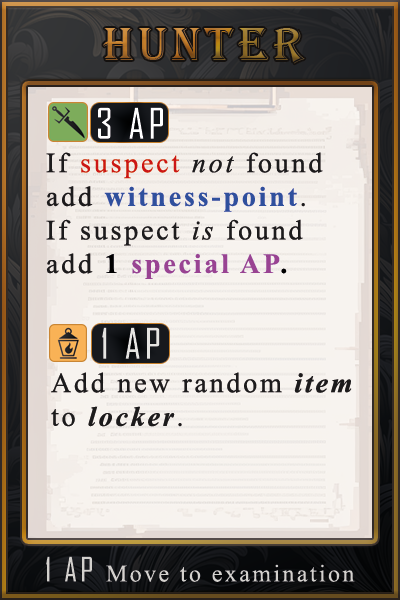 HUNTER
3 AP
If suspect not found
add witness-point.
If suspect is found
add 1 special AP.
1 AP
Add new random item
to locker.
1 AP Move to examination